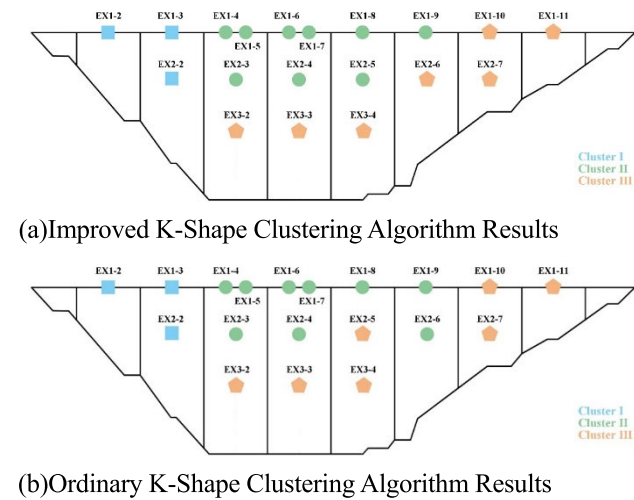 EX1-2 EX1-3 EX1-4 EX1-6 EX1-8 EX1-9 EX1-10 EX1-11
EX1-5 EX1-7
EX2-2 EX2-3 EX2-4 EX2-5 EX2-6 EX2-7
EX3-2 EX3-3 EX3-4
Cluster I
Cluster II
Cluster III
(a)Improved K-Shape Clustering Algorithm Results
EX1-2 EX1-3 EX1-4 EX1-6 EX1-8 EX1-9 EX1-10 EX1-11
EX1-5 EX1-7
EX2-2 EX2-3 EX2-4 EX2-5 EX2-6 EX2-7
EX3-2 EX3-3 EX3-4
Cluster I
Cluster II
Cluster III
(b)Ordinary K-Shape Clustering Algorithm Results